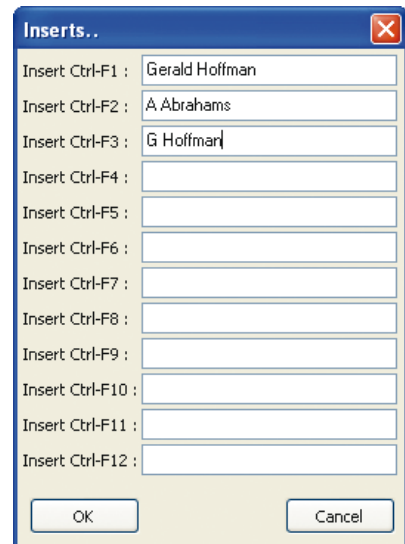 Inserts..
Insert Ctrl-F1 : Gerald Hoffman
Insert Ctrl-F2 : A Abrahams
Insert Ctrl-F3 : G Hoffman
Insert Ctrl-F4 :
Insert Ctrl-F5 :
Insert Ctrl-F6 :
Insert Ctrl-F7 :
Insert Ctrl-F8 :
Insert Ctrl-F9 :
Insert Ctrl-F10 :
Insert Ctrl-F11 :
Insert Ctrl-F12 :
OK Cancel